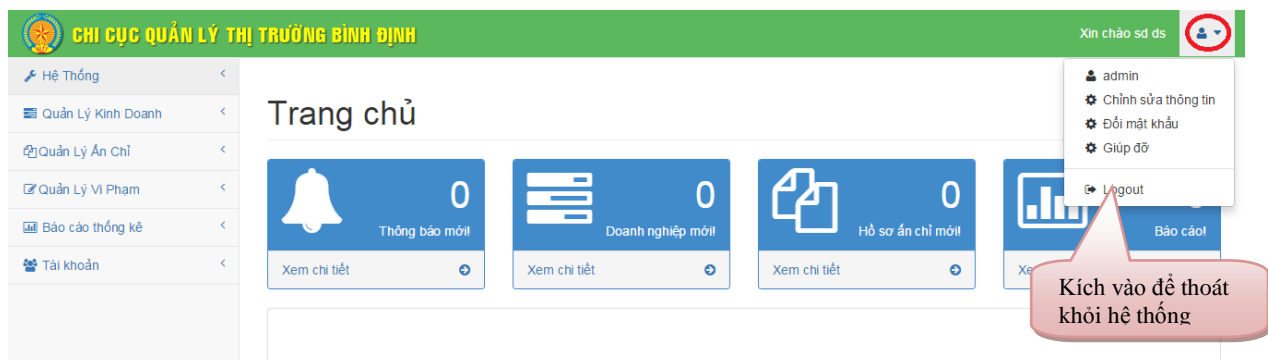 CHI CỤC QUẢN LÝ THỊ TRƯỜNG BÌNH ĐỊNH
Xin chào sd ds
Hệ Thống
Quản Lý Kinh Doanh
Quản Lý Ấn Chỉ
Quản Lý Vi Phạm
Báo cáo thống kê
Tài khoản
admin
Chỉnh sửa thông tin
Đổi mật khẩu
Giúp đỡ
Logout
Trang chủ
0
Thông báo mới!
Xem chi tiết
0
Doanh nghiệp mới!
Xem chi tiết
0
Hồ sơ ấn chỉ mới!
Xem chi tiết
Báo cáo!
Kích vào để thoát
khỏi hệ thống